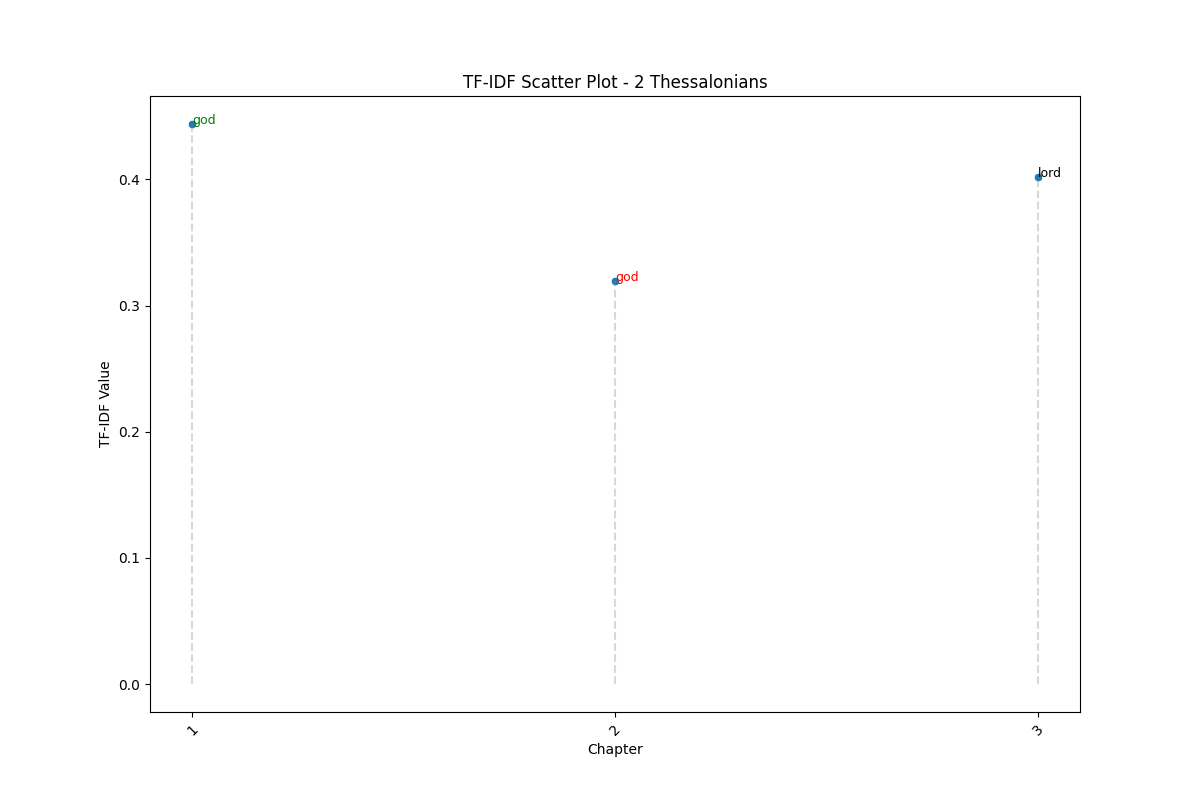 TF-IDF Scatter Plot - 2 Thessalonians
god
lord
god
0.4
0.3
0.2
0.1
0.0
TF-IDF Value
1
2
3
Chapter